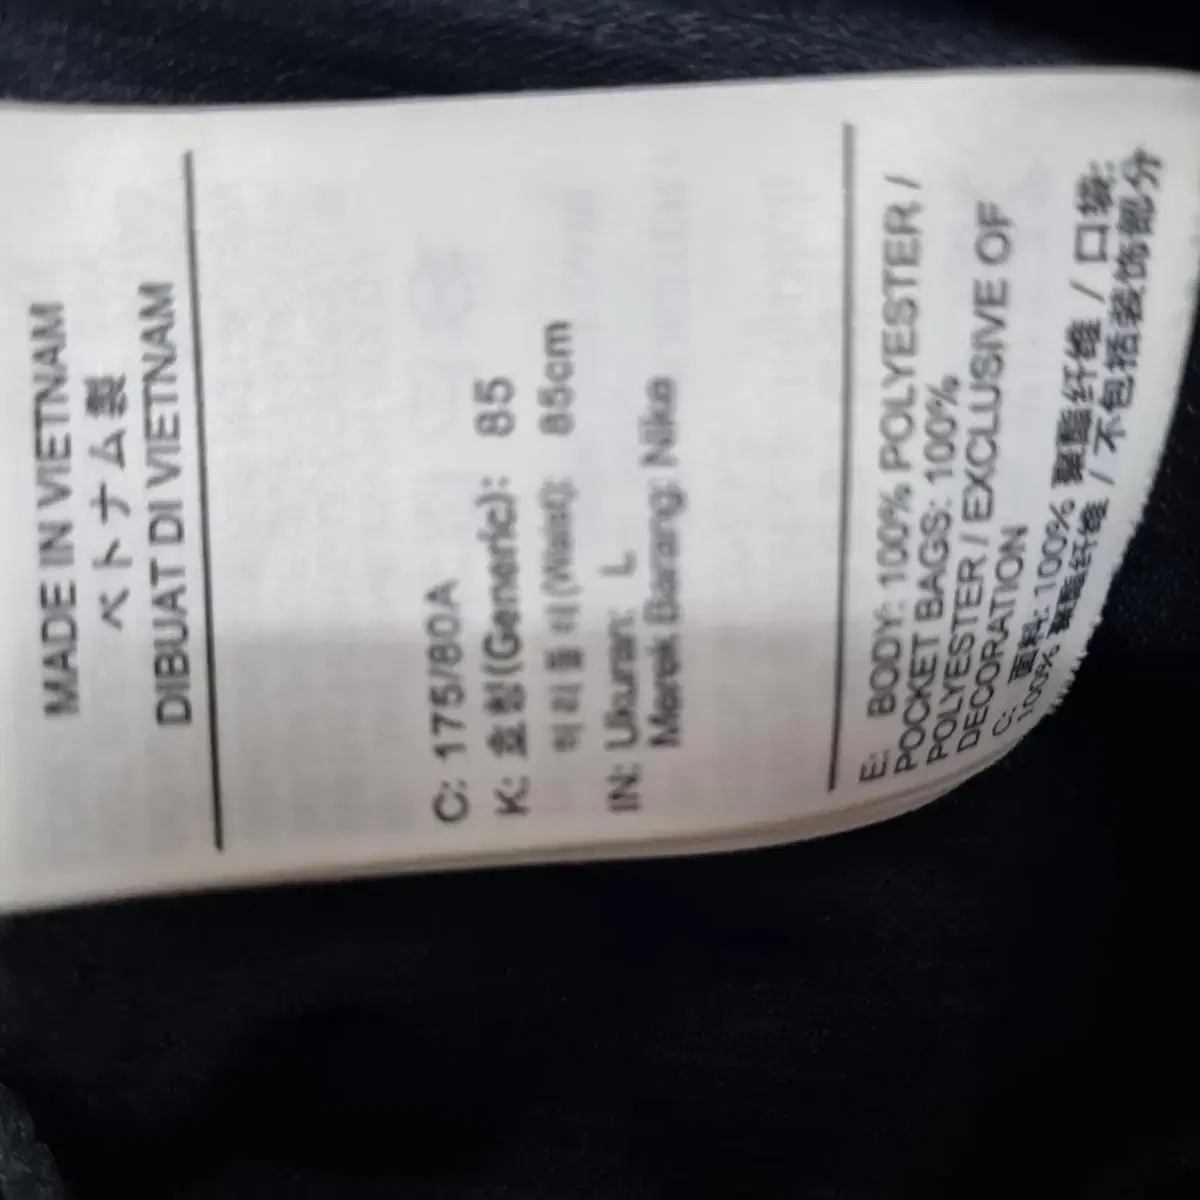 MADE IN VIETNAM
ベトナム製
DIBUAT DI VIETNAM
C: 175/80A
K: 호칭(Generic): 85
허리둘레(Waist): 85cm
IN: Ukuran: L
Merek Barang: Nike
E: BODY: 100% POLYESTER /
POCKET BAGS: 100%
POLYESTER / EXCLUSIVE OF
DECORATION
C: 面料: 100% 聚酯纤维 / 口袋:
100% 聚酯纤维 / 不包括装饰部分